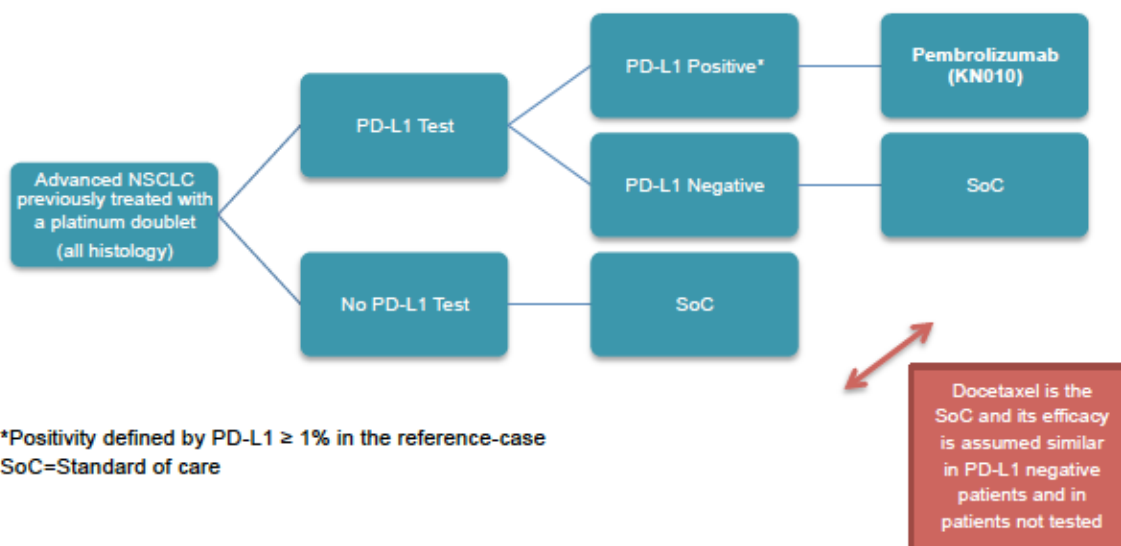 PD-L1 Positive*
Pembrolizumab
(KN010)
PD-L1 Test
Advanced NSCLC
previously treated with
a platinum doublet
(all histology)
PD-L1 Negative
SoC
No PD-L1 Test
SoC
*Positivity defined by PD-L1 ≥ 1% in the reference-case
SoC=Standard of care
Docetaxel is the
SoC and its efficacy
is assumed similar
in PD-L1 negative
patients and in
patients not tested